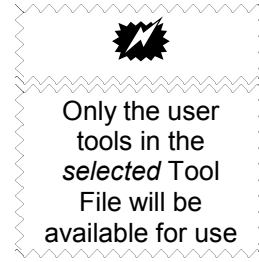 Only the user
tools in the
selected Tool
File will be
available for use